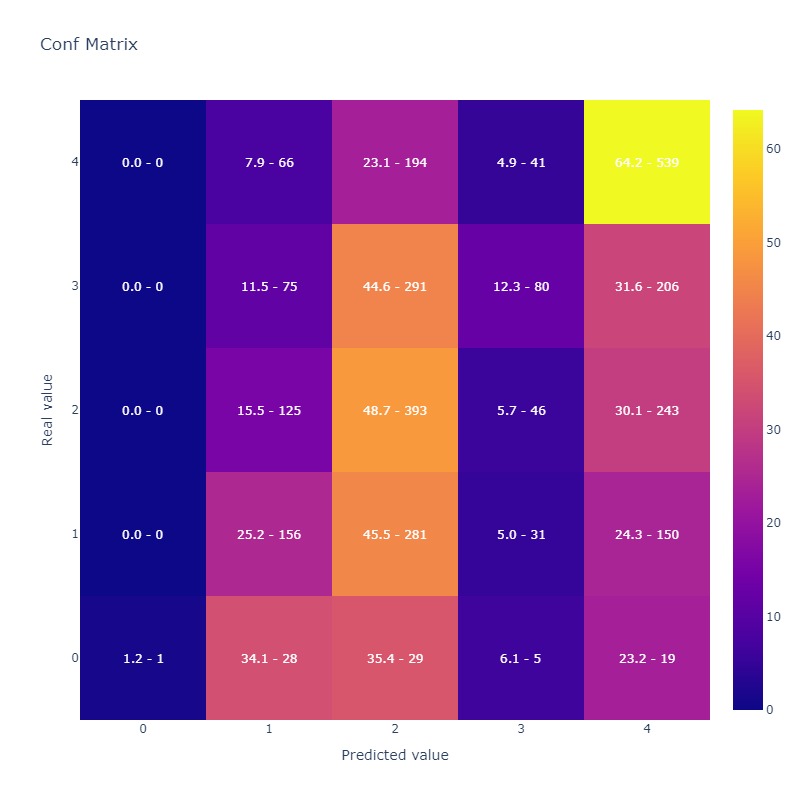 Conf Matrix
4 0.0 - 0 7.9 - 66 23.1 - 194 4.9 - 41 64.2 - 539
3 0.0 - 0 11.5 - 75 44.6 - 291 12.3 - 80 31.6 - 206
2 0.0 - 0 15.5 - 125 48.7 - 393 5.7 - 46 30.1 - 243
1 0.0 - 0 25.2 - 156 45.5 - 281 5.0 - 31 24.3 - 150
0 1.2 - 1 34.1 - 28 35.4 - 29 6.1 - 5 23.2 - 19
0 1 2 3 4
Predicted value
Real value
60
50
40
30
20
10
0